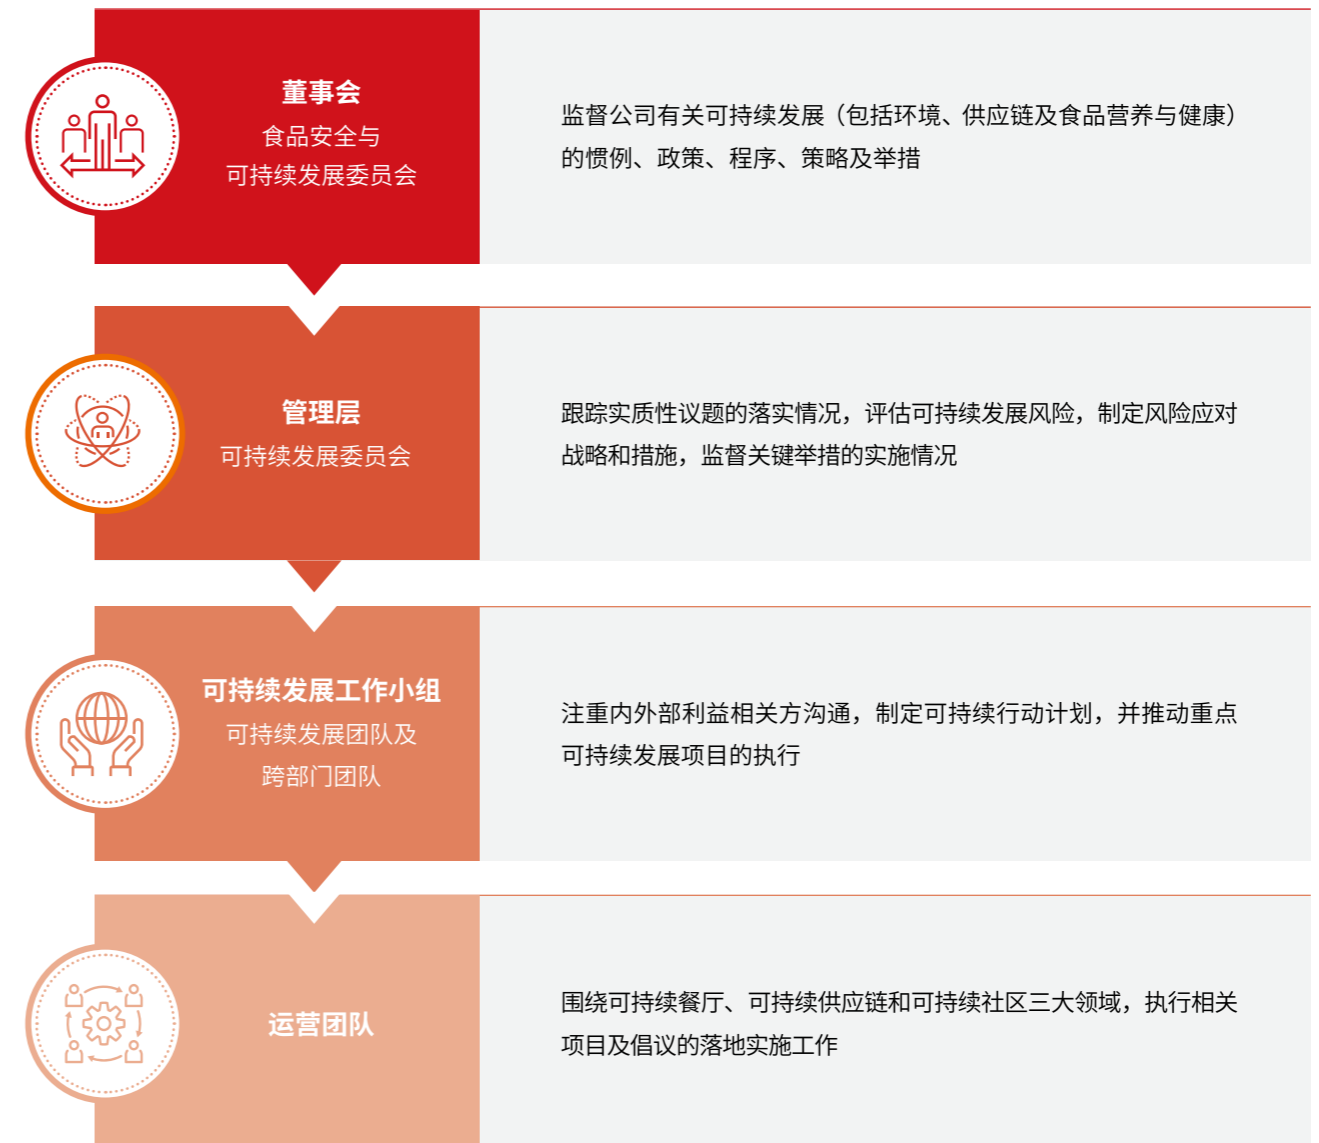 董事会
食品安全与
可持续发展委员会
监督公司有关可持续发展（包括环境、供应链及食品营养与健康）
的惯例、政策、程序、策略及举措
管理层
可持续发展委员会
跟踪实质性议题的落实情况，评估可持续发展风险，制定风险应对
战略和措施，监督关键举措的实施情况
可持续发展工作小组
可持续发展团队及
跨部门团队
注重内外部利益相关方沟通，制定可持续行动计划，并推动重点
可持续发展项目的执行
运营团队
围绕可持续餐厅、可持续供应链和可持续社区三大领域，执行相关
项目及倡议的落地实施工作